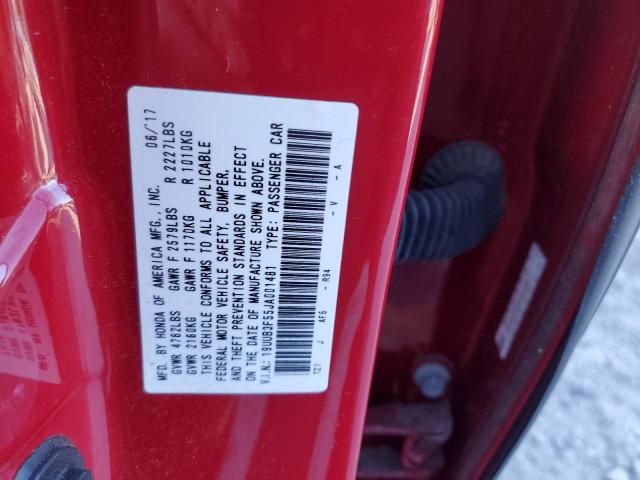 MFD. BY HONDA OF AMERICA MFG., INC. 06/'17
GVWR 4762LBS GAWR F 2579LBS R 2227LBS
GVWR 2160KG GAWR F 1170KG R 1010KG
THIS VEHICLE CONFORMS TO ALL APPLICABLE
FEDERAL MOTOR VEHICLE SAFETY, BUMPER,
AND THEFT PREVENTION STANDARDS IN EFFECT
ON THE DATE OF MANUFACTURE SHOWN ABOVE.
V.I.N.: 19UUB3F55JA001481 TYPE: PASSENGER CAR
TZ7 J AF6 - R94 - V - A